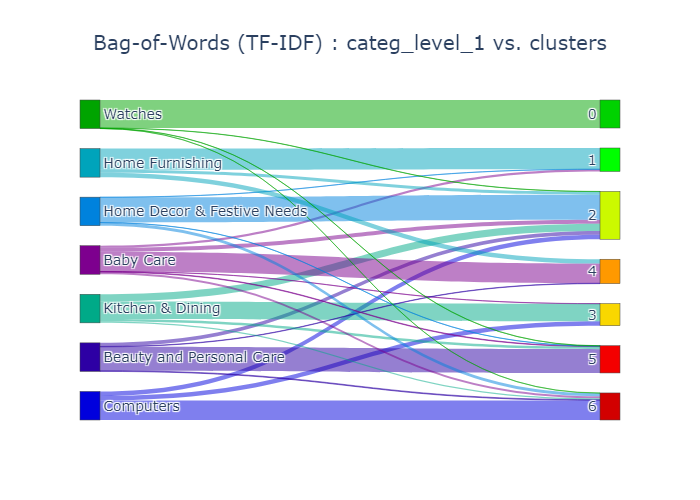 Bag-of-Words (TF-IDF) : categ_level_1 vs. clusters
Watches
0
Home Furnishing
1
Home Decor & Festive Needs
2
Baby Care
4
Kitchen & Dining
3
Beauty and Personal Care
5
Computers
6